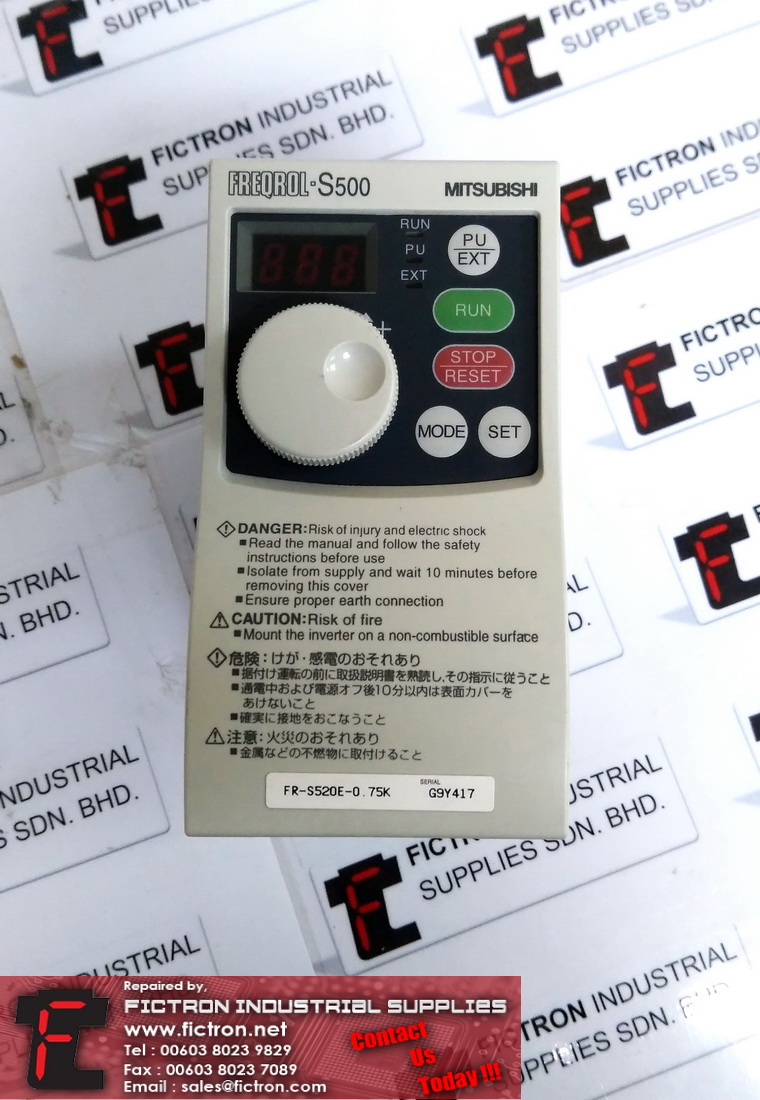 FICTRON INDUSTRIAL
SUPPLIES SDN. BHD.
FREQROL-S500
MITSUBISHI
RUN
PU
EXT
PU
EXT
RUN
STOP
RESET
MODE
SET
DANGER:Risk of injury and electric shock
■Read the manual and follow the safety
instructions before use
■Isolate from supply and wait 10 minutes before
removing this cover
■Ensure proper earth connection
CAUTION:Risk of fire
■Mount the inverter on a non-combustible surface
危険：けが・感電のおそれあり
■据付け運転の前に取扱説明書を熟読し，その指示に従うこと
■通電中および電源オフ後10分以内は表面カバーを
あけないこと
■確実に接地をおこなうこと
注意：火災のおそれあり
■金属などの不燃物に取付けること
FR-S520E-0.75K
SERIAL
G9Y417
FICTRON INDUSTRIAL
SUPPLIES SDN. BHD.
Repaired by,
FICTRON INDUSTRIAL SUPPLIES
www.fictron.net
Tel : 00603 8023 9829
Fax : 00603 8023 7089
Email : sales@fictron.com
Contact
Us
Today !!!